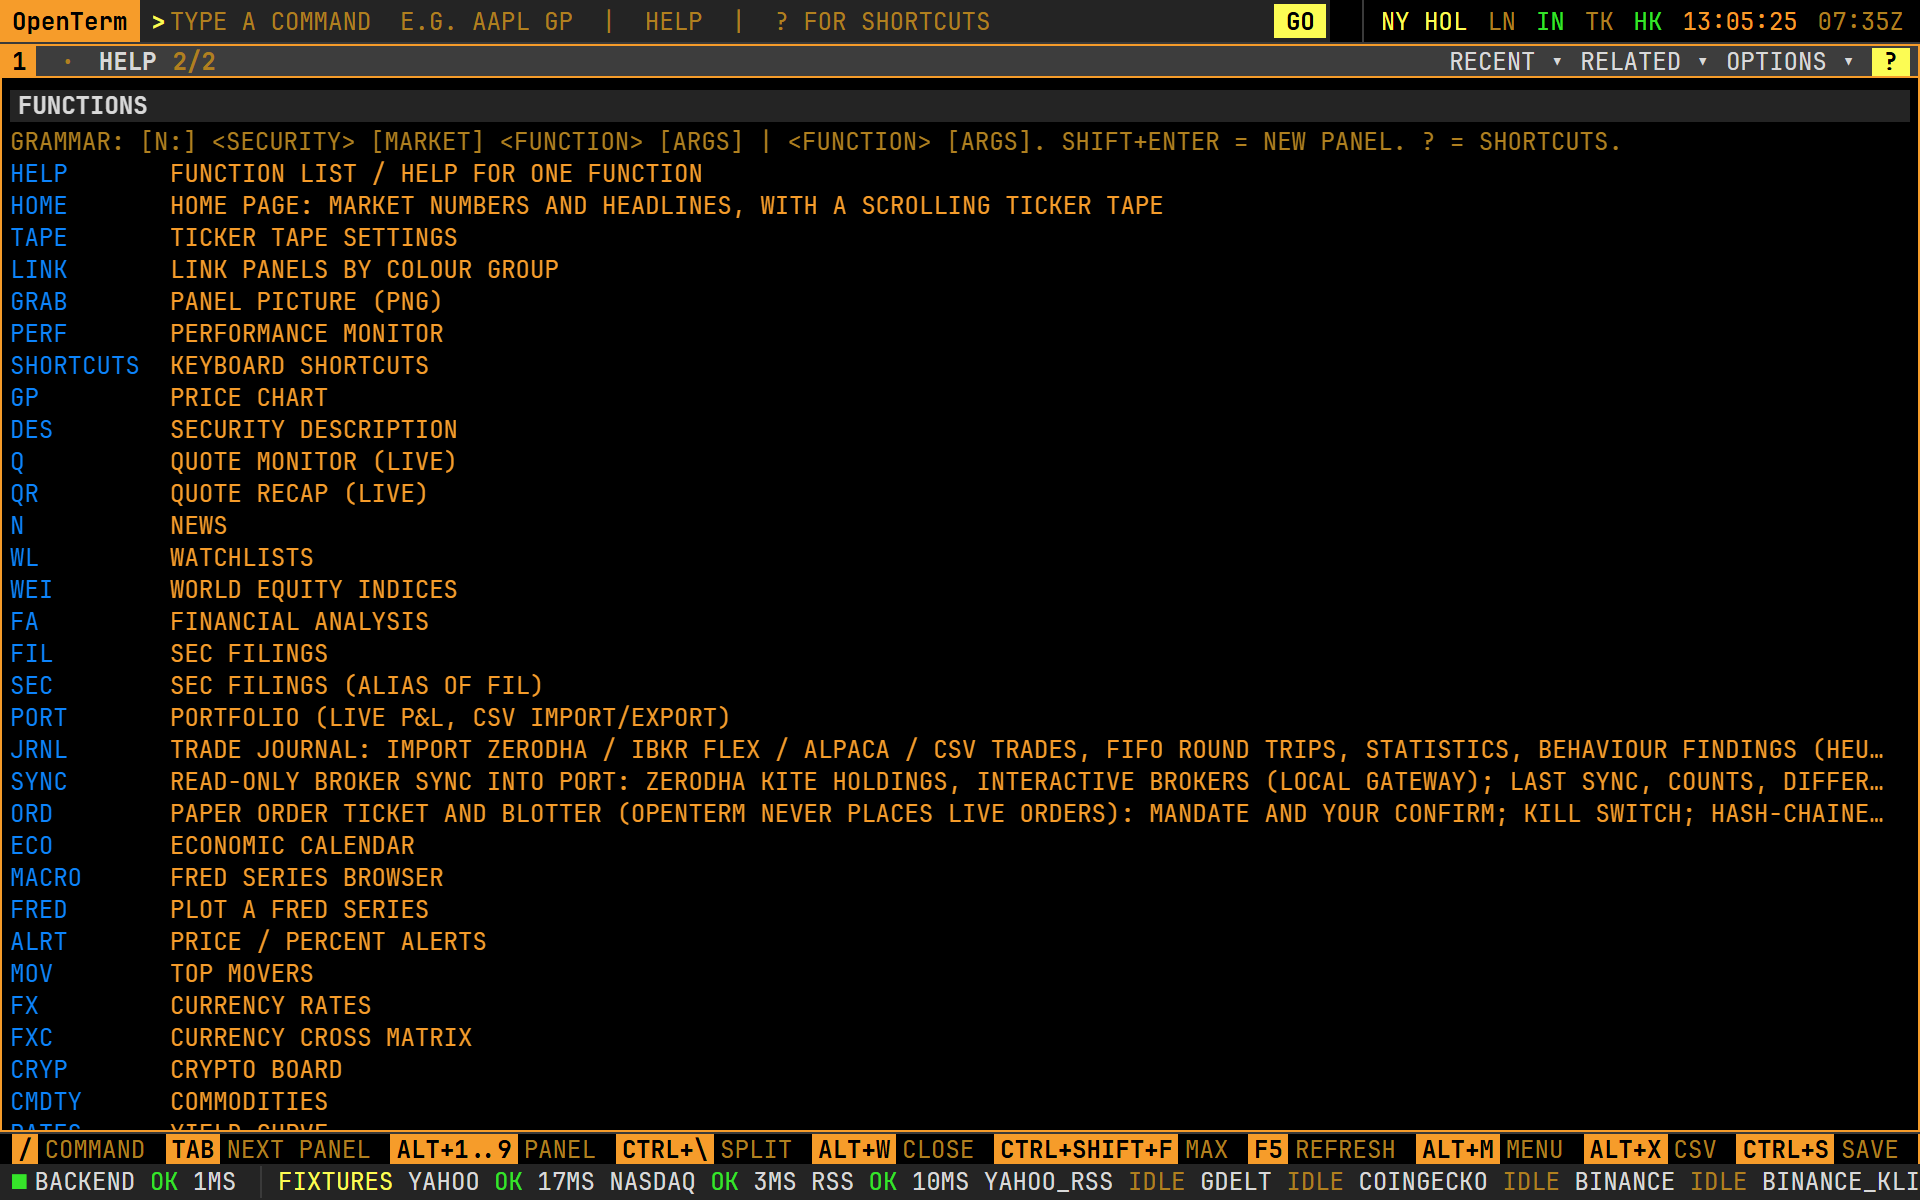 OpenTerm >TYPE A COMMAND E.G. AAPL GP | HELP | ? FOR SHORTCUTS GO NY HOL LN IN TK HK 13:05:25 07:35Z
1 · HELP 2/2 RECENT ▾ RELATED ▾ OPTIONS ▾ ?
FUNCTIONS
GRAMMAR: [N:] <SECURITY> [MARKET] <FUNCTION> [ARGS] | <FUNCTION> [ARGS]. SHIFT+ENTER = NEW PANEL. ? = SHORTCUTS.
HELP FUNCTION LIST / HELP FOR ONE FUNCTION
HOME HOME PAGE: MARKET NUMBERS AND HEADLINES, WITH A SCROLLING TICKER TAPE
TAPE TICKER TAPE SETTINGS
LINK LINK PANELS BY COLOUR GROUP
GRAB PANEL PICTURE (PNG)
PERF PERFORMANCE MONITOR
SHORTCUTS KEYBOARD SHORTCUTS
GP PRICE CHART
DES SECURITY DESCRIPTION
Q QUOTE MONITOR (LIVE)
QR QUOTE RECAP (LIVE)
N NEWS
WL WATCHLISTS
WEI WORLD EQUITY INDICES
FA FINANCIAL ANALYSIS
FIL SEC FILINGS
SEC SEC FILINGS (ALIAS OF FIL)
PORT PORTFOLIO (LIVE P&L, CSV IMPORT/EXPORT)
JRNL TRADE JOURNAL: IMPORT ZERODHA / IBKR FLEX / ALPACA / CSV TRADES, FIFO ROUND TRIPS, STATISTICS, BEHAVIOUR FINDINGS (HEU…
SYNC READ-ONLY BROKER SYNC INTO PORT: ZERODHA KITE HOLDINGS, INTERACTIVE BROKERS (LOCAL GATEWAY); LAST SYNC, COUNTS, DIFFER…
ORD PAPER ORDER TICKET AND BLOTTER (OPENTERM NEVER PLACES LIVE ORDERS): MANDATE AND YOUR CONFIRM; KILL SWITCH; HASH-CHAINE…
ECO ECONOMIC CALENDAR
MACRO FRED SERIES BROWSER
FRED PLOT A FRED SERIES
ALRT PRICE / PERCENT ALERTS
MOV TOP MOVERS
FX CURRENCY RATES
FXC CURRENCY CROSS MATRIX
CRYP CRYPTO BOARD
CMDTY COMMODITIES
RATES YIELD CURVE
/ COMMAND TAB NEXT PANEL ALT+1..9 PANEL CTRL+\ SPLIT ALT+W CLOSE CTRL+SHIFT+F MAX F5 REFRESH ALT+M MENU ALT+X CSV CTRL+S SAVE
BACKEND OK 1MS FIXTURES YAHOO OK 17MS NASDAQ OK 3MS RSS OK 10MS YAHOO_RSS IDLE GDELT IDLE COINGECKO IDLE BINANCE IDLE BINANCE_KLI